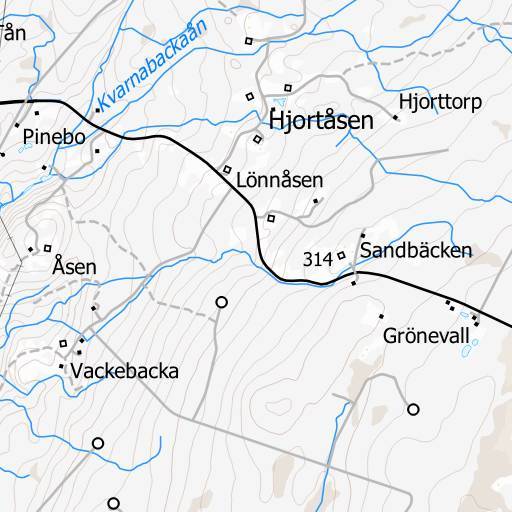 Kvarnabackaån
Hjorttorp
Hjortåsen
Pinebo
Lönnåsen
Sandbäcken
314
Åsen
Grönevall
Vackebacka